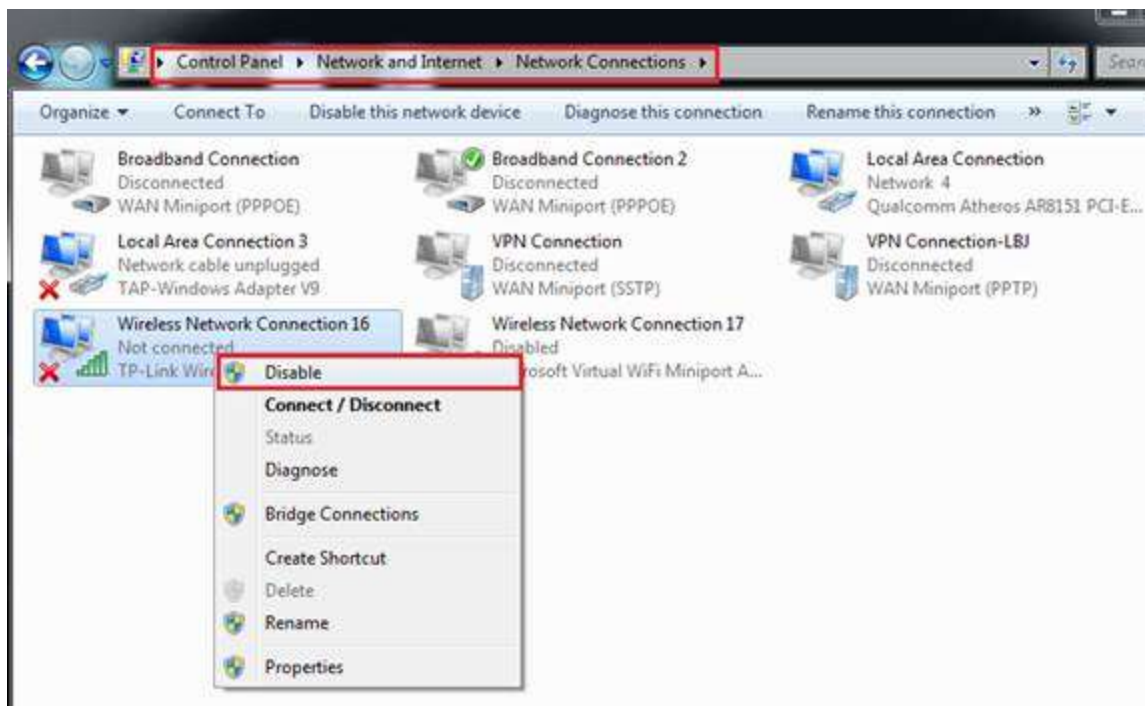 Control Panel Network and Internet Network Connections
Organize Connect To Disable this network device Diagnose this connection Rename this connection »
Broadband Connection
Disconnected
WAN Miniport (PPPOE)
Broadband Connection 2
Disconnected
WAN Miniport (PPPOE)
Local Area Connection
Network 4
Qualcomm Atheros AR8151 PCI-E...
Local Area Connection 3
Network cable unplugged
TAP-Windows Adapter V9
VPN Connection
Disconnected
WAN Miniport (SSTP)
VPN Connection-LBJ
Disconnected
WAN Miniport (PPTP)
Wireless Network Connection 16
Not connected
TP-Link
Wireless Network Connection 17
Disabled
Virtual WiFi Miniport A...
Disable
Connect / Disconnect
Status
Diagnose
Bridge Connections
Create Shortcut
Delete
Rename
Properties